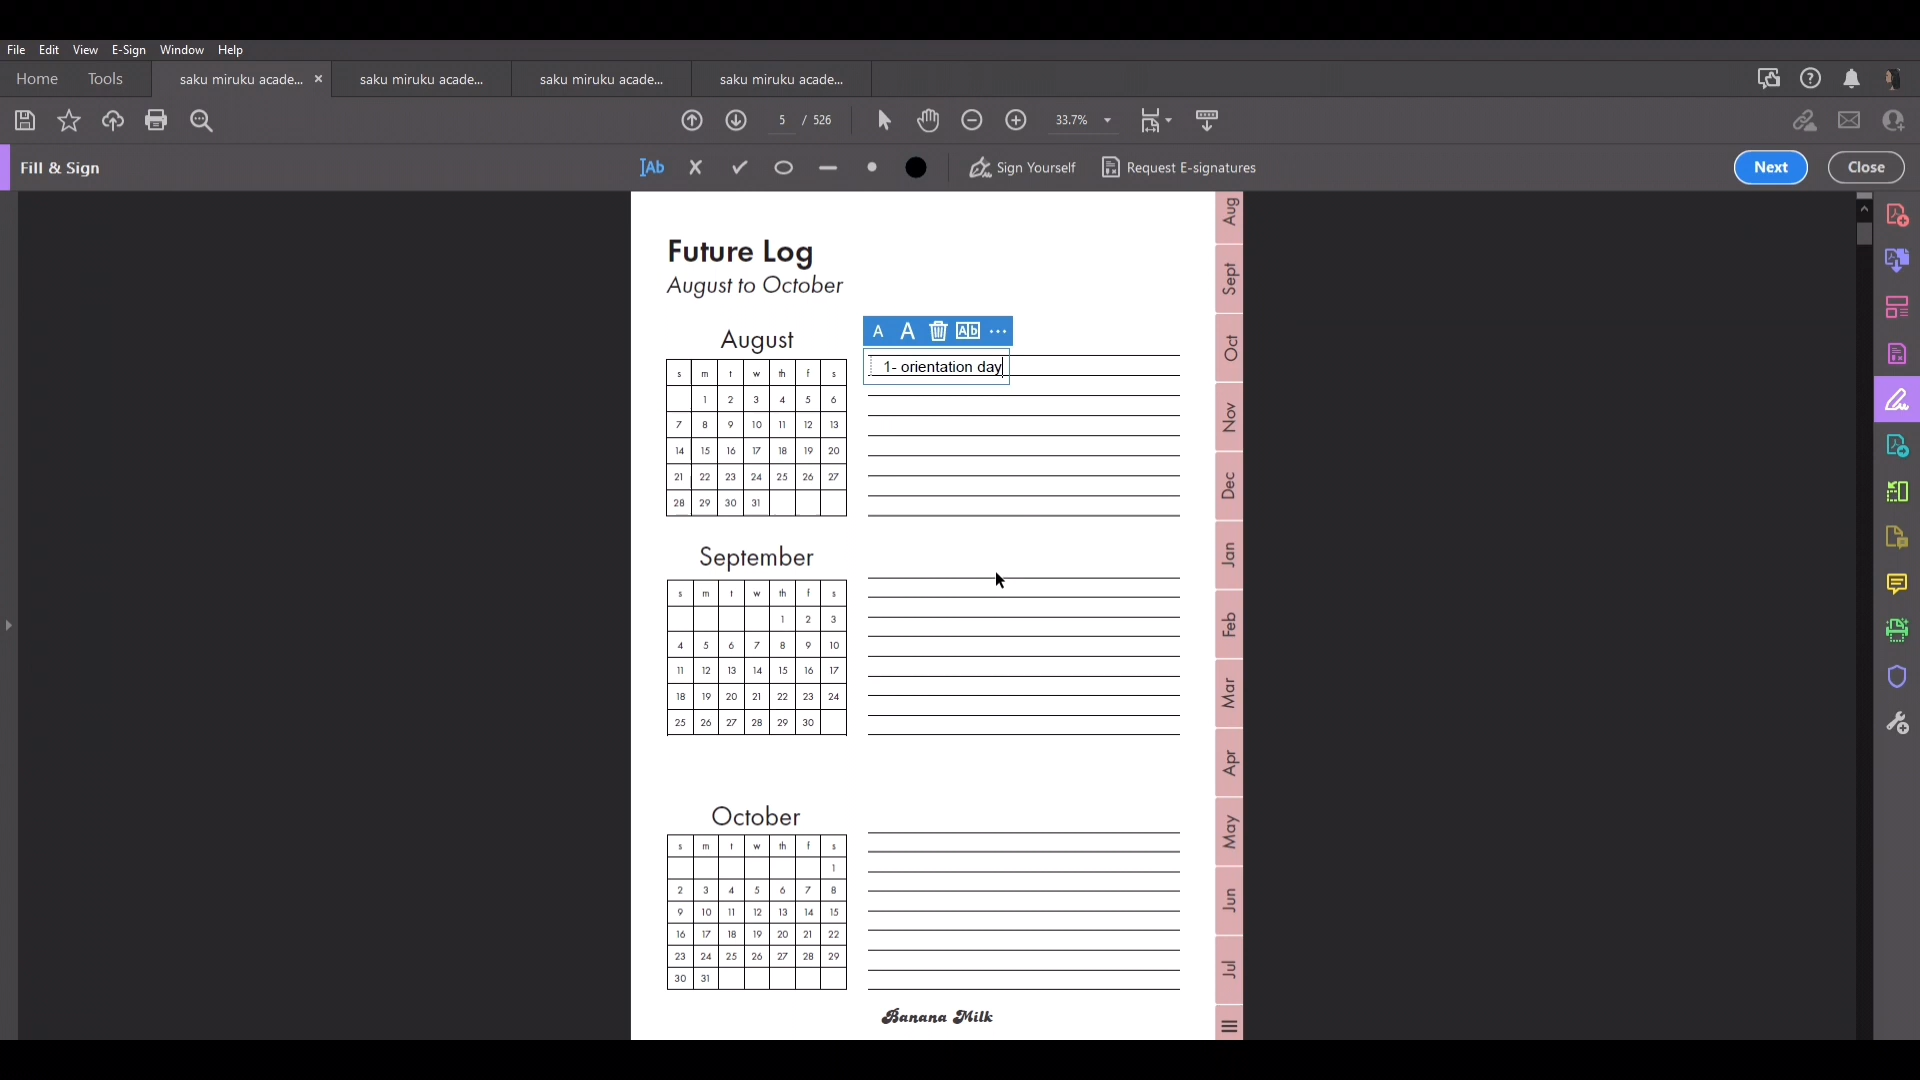 File Edit View E-Sign Window Help
Home Tools saku miruku acade... × saku miruku acade... saku miruku acade... saku miruku acade...
5 / 526 33.7%
Fill & Sign Ab Sign Yourself Request E-signatures Next Close
Future Log
August to October
August
s m t w th f s
1 2 3 4 5 6
7 8 9 10 11 12 13
14 15 16 17 18 19 20
21 22 23 24 25 26 27
28 29 30 31
A A Ab ...
1- orientation day
September
s m t w th f s
1 2 3
4 5 6 7 8 9 10
11 12 13 14 15 16 17
18 19 20 21 22 23 24
25 26 27 28 29 30
October
s m t w th f s
1
2 3 4 5 6 7 8
9 10 11 12 13 14 15
16 17 18 19 20 21 22
23 24 25 26 27 28 29
30 31
Banana Milk
Aug
Sept
Oct
Nov
Dec
Jan
Feb
Mar
Apr
May
Jun
Jul